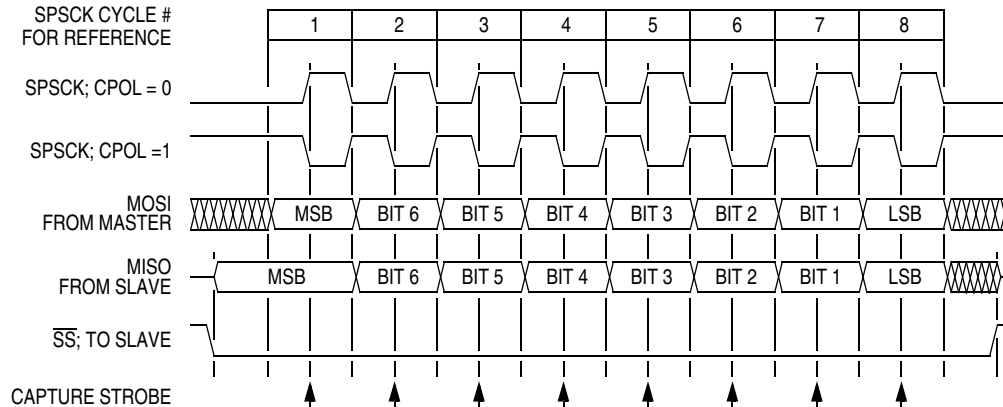 SPSCK CYCLE #
FOR REFERENCE
1 2 3 4 5 6 7 8
SPSCK; CPOL = 0
SPSCK; CPOL =1
MOSI
FROM MASTER
MSB BIT 6 BIT 5 BIT 4 BIT 3 BIT 2 BIT 1 LSB
MISO
FROM SLAVE
MSB BIT 6 BIT 5 BIT 4 BIT 3 BIT 2 BIT 1 LSB
S̅S̅; TO SLAVE
CAPTURE STROBE